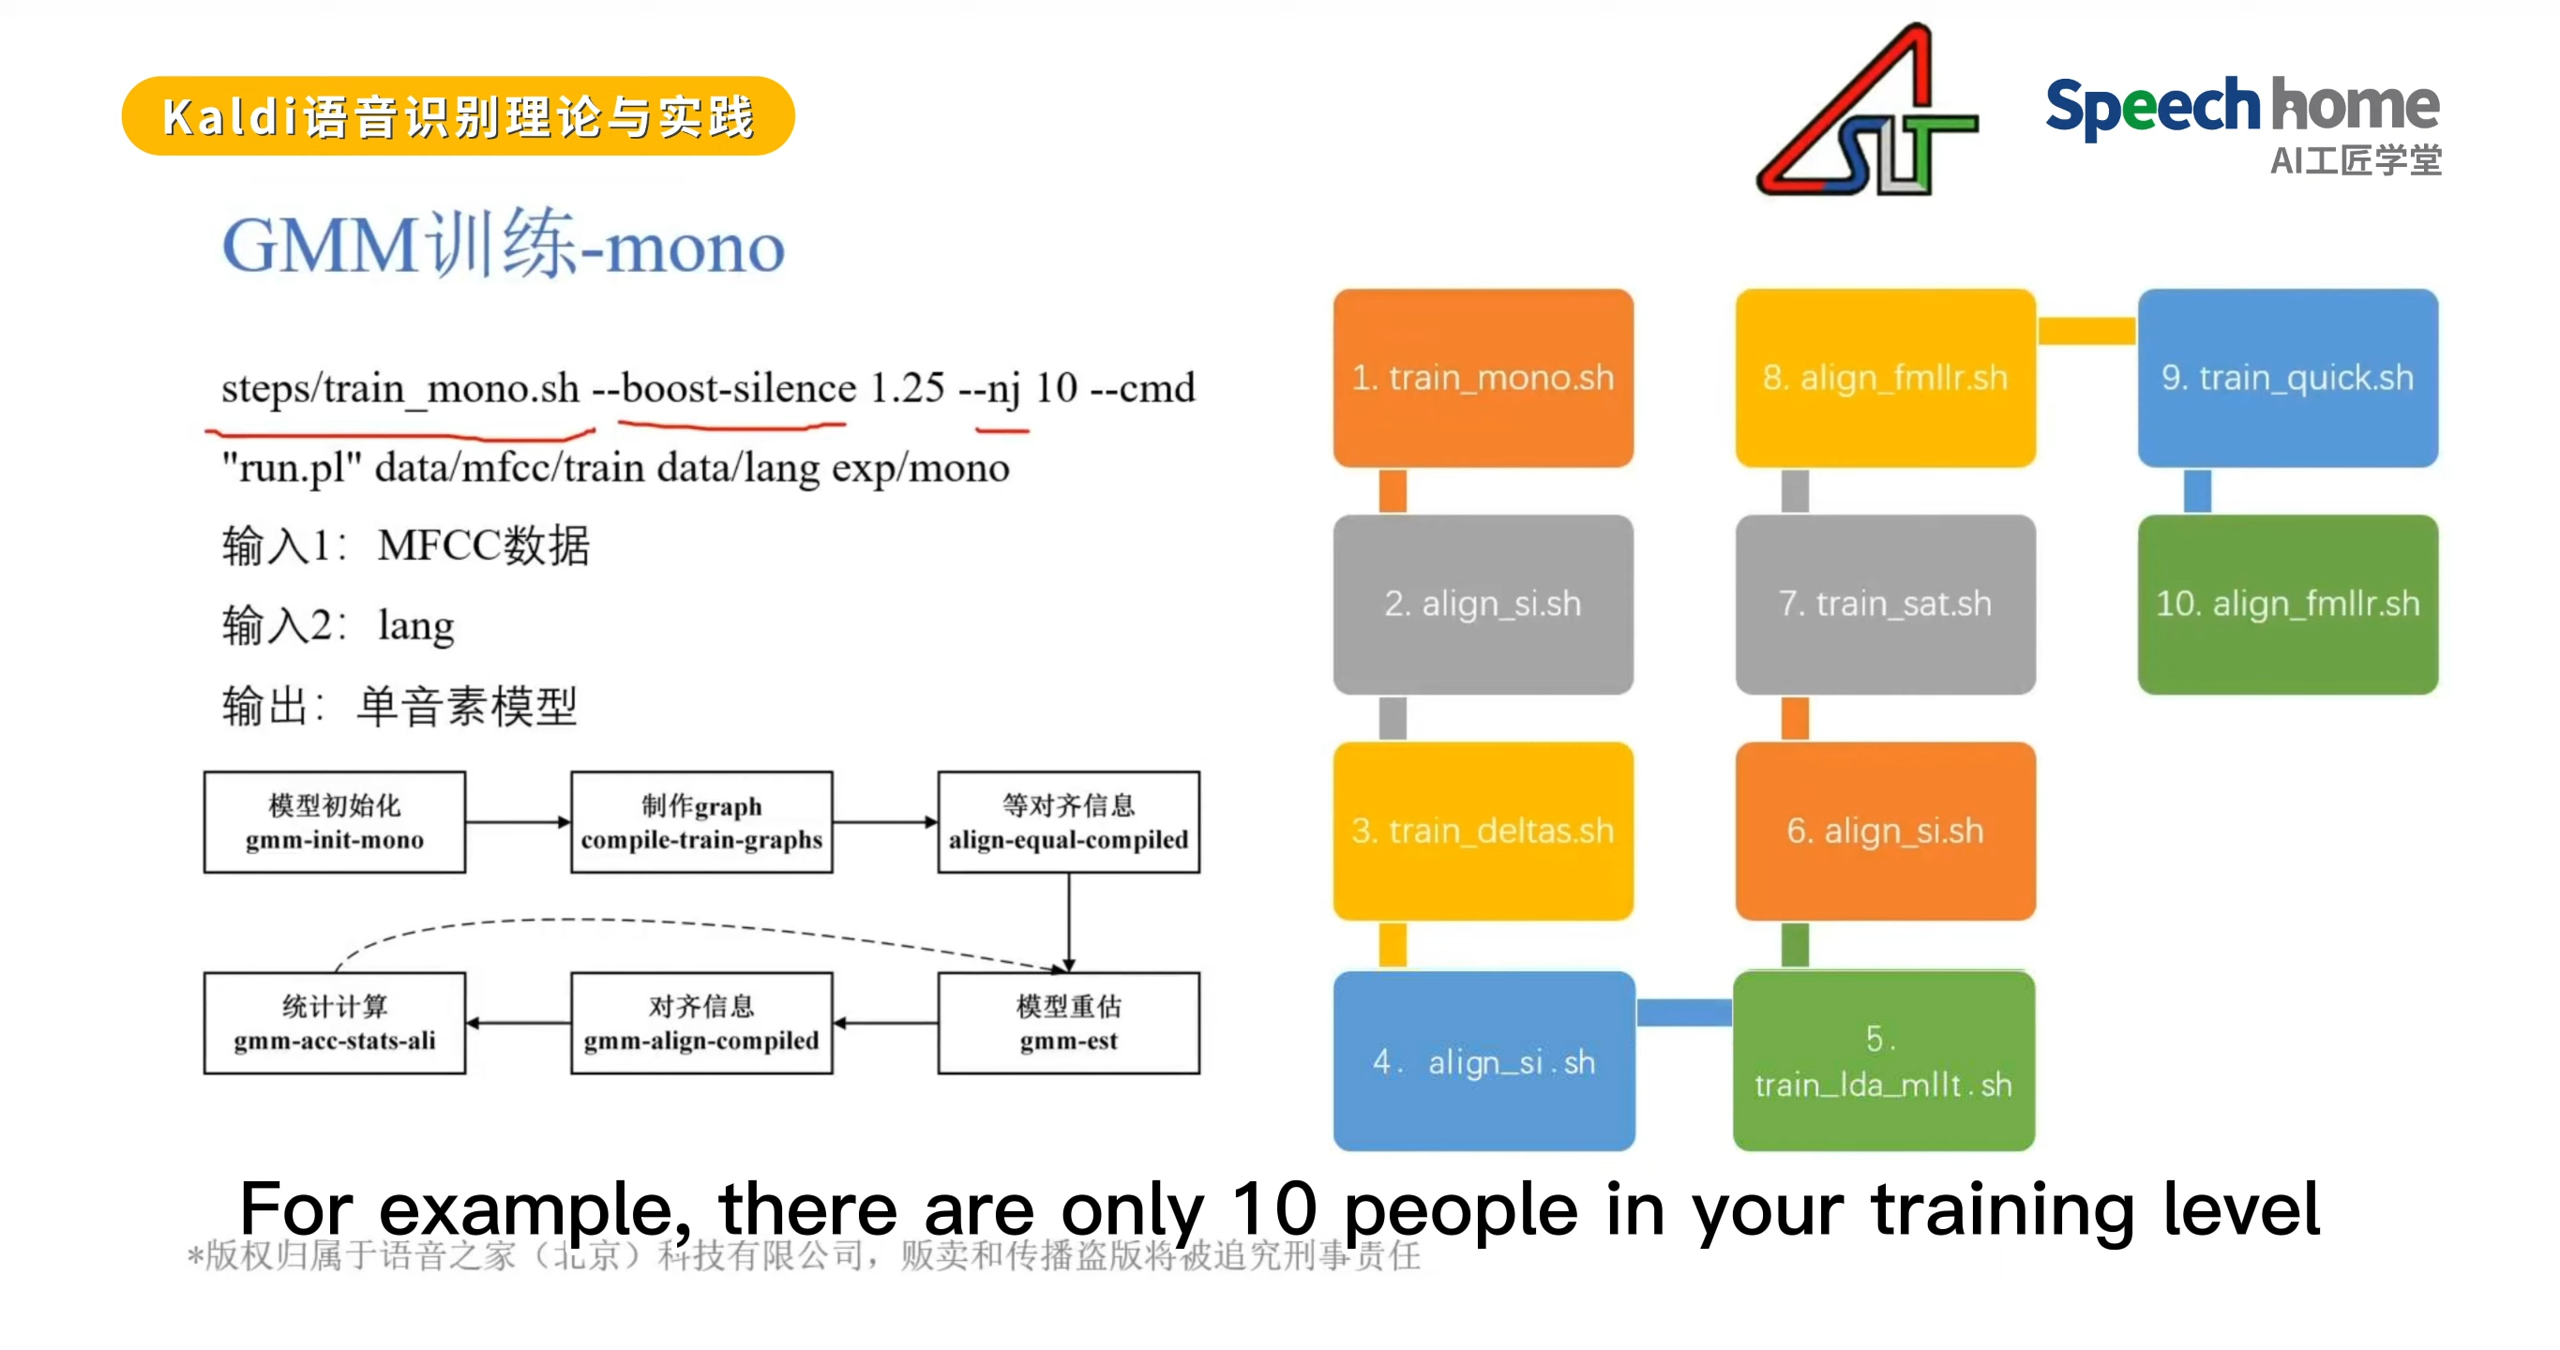 Kaldi语音识别理论与实践
SLT
Speechhome
AI工匠学堂
GMM训练-mono
steps/train_mono.sh --boost-silence 1.25 --nj 10 --cmd
"run.pl" data/mfcc/train data/lang exp/mono
输入1：MFCC数据
输入2：lang
输出：单音素模型
模型初始化
gmm-init-mono
制作graph
compile-train-graphs
等对齐信息
align-equal-compiled
统计计算
gmm-acc-stats-ali
对齐信息
gmm-align-compiled
模型重估
gmm-est
1. train_mono.sh
2. align_si.sh
3. train_deltas.sh
4. align_si.sh
5.
train_lda_mllt.sh
6. align_si.sh
7. train_sat.sh
8. align_fmllr.sh
9. train_quick.sh
10. align_fmllr.sh
For example, there are only 10 people in your training level
*版权归属于语音之家（北京）科技有限公司，贩卖和传播盗版将被追究刑事责任